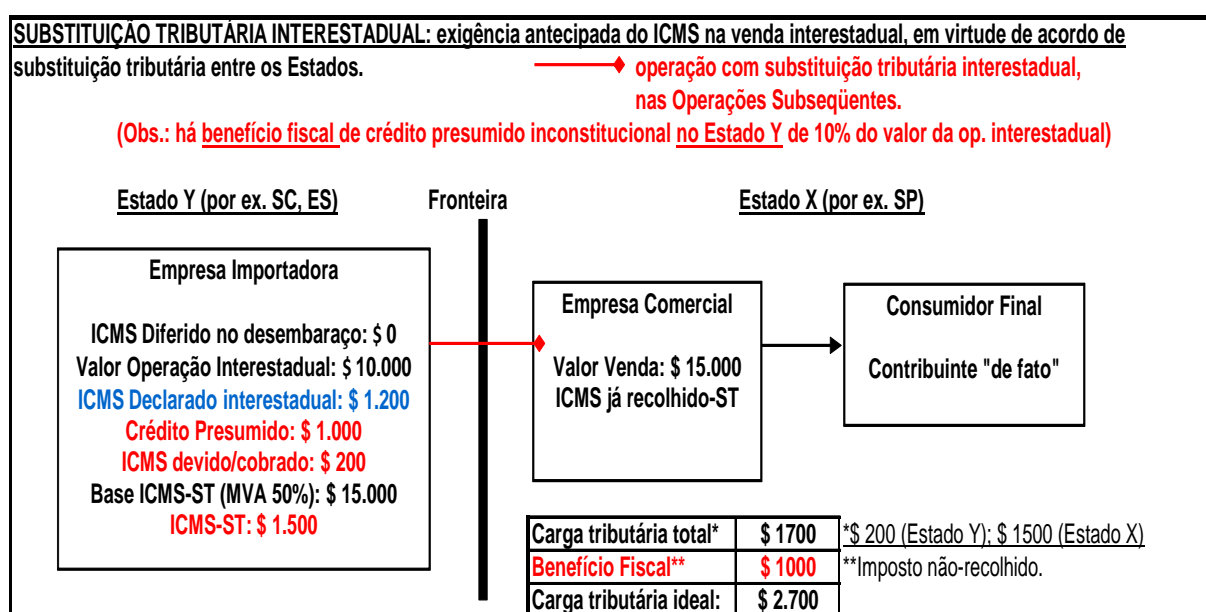 SUBSTITUIÇÃO TRIBUTÁRIA INTERESTADUAL: exigência antecipada do ICMS na venda interestadual, em virtude de acordo de
substituição tributária entre os Estados.
operação com substituição tributária interestadual,
nas Operações Subseqüentes.
(Obs.: há benefício fiscal de crédito presumido inconstitucional no Estado Y de 10% do valor da op. interestadual)
Estado Y (por ex. SC, ES)
Fronteira
Estado X (por ex. SP)
Empresa Importadora
ICMS Diferido no desembaraço: $ 0
Valor Operação Interestadual: $ 10.000
ICMS Declarado interestadual: $ 1.200
Crédito Presumido: $ 1.000
ICMS devido/cobrado: $ 200
Base ICMS-ST (MVA 50%): $ 15.000
ICMS-ST: $ 1.500
Empresa Comercial
Valor Venda: $ 15.000
ICMS já recolhido-ST
Consumidor Final
Contribuinte "de fato"
Carga tributária total* $ 1700 *$ 200 (Estado Y); $ 1500 (Estado X)
Benefício Fiscal** $ 1000 **Imposto não-recolhido.
Carga tributária ideal: $ 2.700